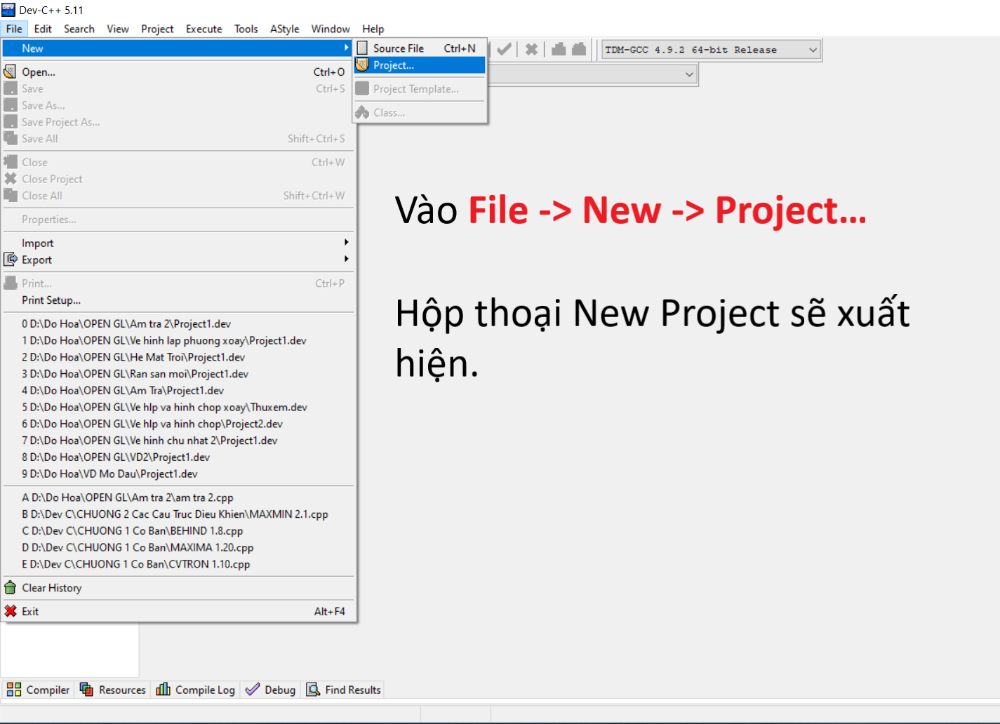 Dev-C++ 5.11
File Edit Search View Project Execute Tools AStyle Window Help
New
Source File Ctrl+N
Project...
Project Template...
Class...
TDM-GCC 4.9.2 64-bit Release
Open... Ctrl+O
Save Ctrl+S
Save As...
Save Project As...
Save All Shift+Ctrl+S
Close Ctrl+W
Close Project
Close All Shift+Ctrl+W
Properties...
Import
Export
Print... Ctrl+P
Print Setup...
0 D:\Do Hoa\OPEN GL\Am tra 2\Project1.dev
1 D:\Do Hoa\OPEN GL\Ve hinh lap phuong xoay\Project1.dev
2 D:\Do Hoa\OPEN GL\He Mat Troi\Project1.dev
3 D:\Do Hoa\OPEN GL\Ran san moi\Project1.dev
4 D:\Do Hoa\OPEN GL\Am Tra\Project1.dev
5 D:\Do Hoa\OPEN GL\Ve hlp va hinh chop xoay\Thuxem.dev
6 D:\Do Hoa\OPEN GL\Ve hlp va hinh chop\Project2.dev
7 D:\Do Hoa\OPEN GL\Ve hinh chu nhat 2\Project1.dev
8 D:\Do Hoa\OPEN GL\VD2\Project1.dev
9 D:\Do Hoa\VD Mo Dau\Project1.dev
A D:\Do Hoa\OPEN GL\Am tra 2\am tra 2.cpp
B D:\Dev C\CHUONG 2 Cac Cau Truc Dieu Khien\MAXMIN 2.1.cpp
C D:\Dev C\CHUONG 1 Co Ban\BEHIND 1.8.cpp
D D:\Dev C\CHUONG 1 Co Ban\MAXIMA 1.20.cpp
E D:\Dev C\CHUONG 1 Co Ban\CVTRON 1.10.cpp
Clear History
Exit Alt+F4
Vào File -> New -> Project...
Hộp thoại New Project sẽ xuất
hiện.
Compiler Resources Compile Log Debug Find Results